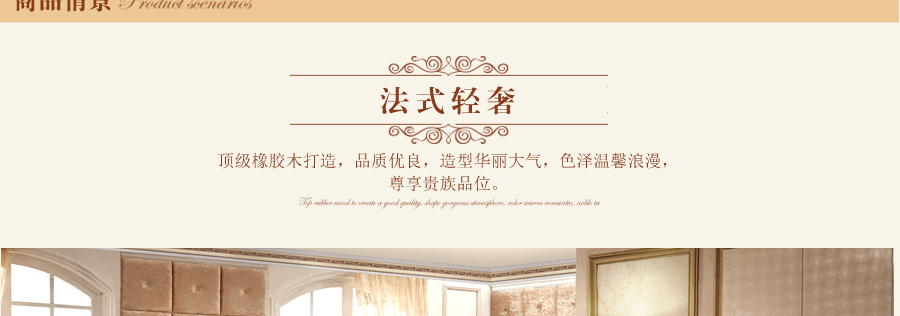 商品情景 Product scenarios
法式轻奢
顶级橡胶木打造，品质优良，造型华丽大气，色泽温馨浪漫，
尊享贵族品位。
Top rubber wood to create a good quality, shape gorgeous atmosphere, color warm romantic, noble ta